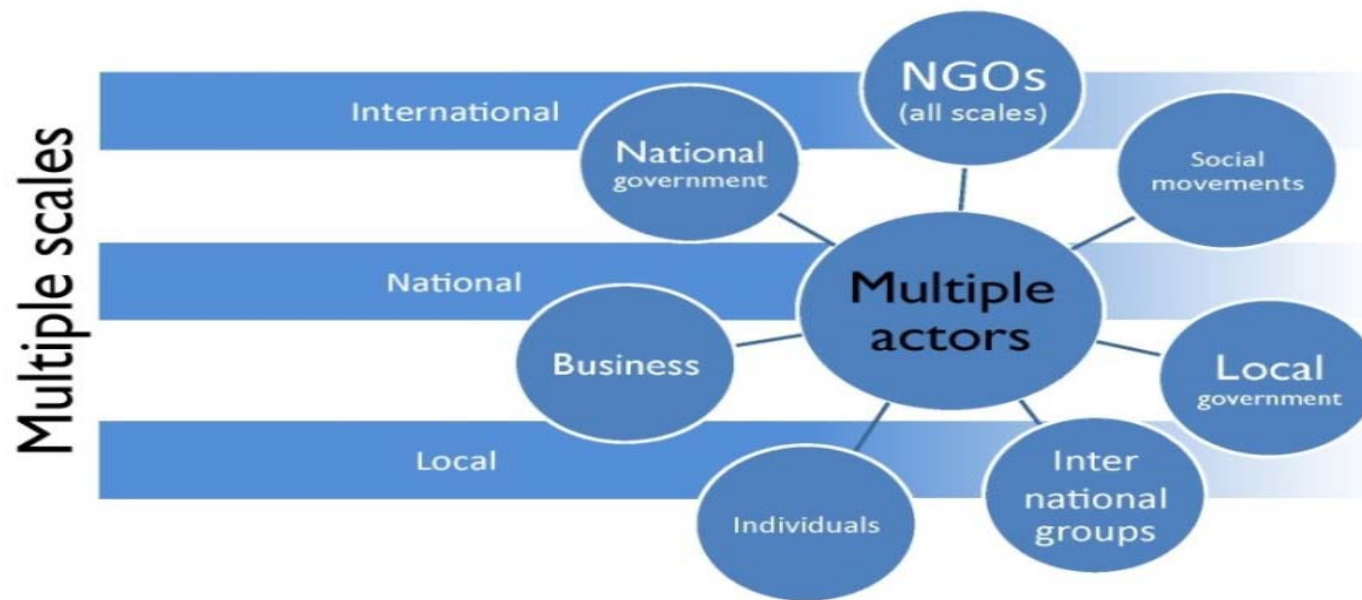 Multiple scales
International
National
Local
NGOs
(all scales)
National
government
Social
movements
Multiple
actors
Business
Local
government
Individuals
Inter
national
groups